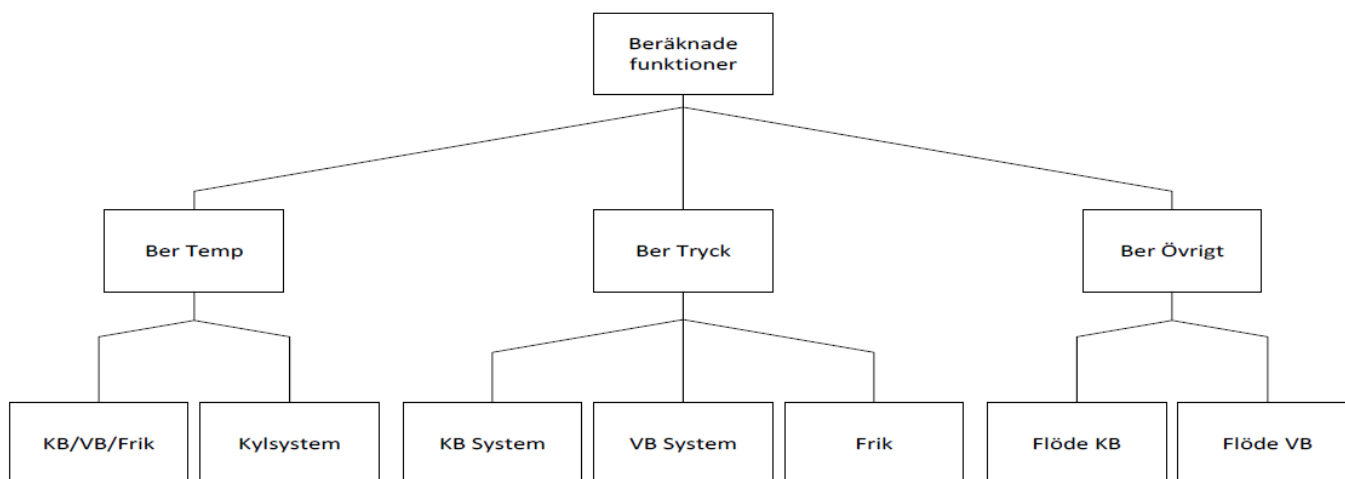 Beräknade
funktioner
Ber Temp
Ber Tryck
Ber Övrigt
KB/VB/Frik
Kylsystem
KB System
VB System
Frik
Flöde KB
Flöde VB